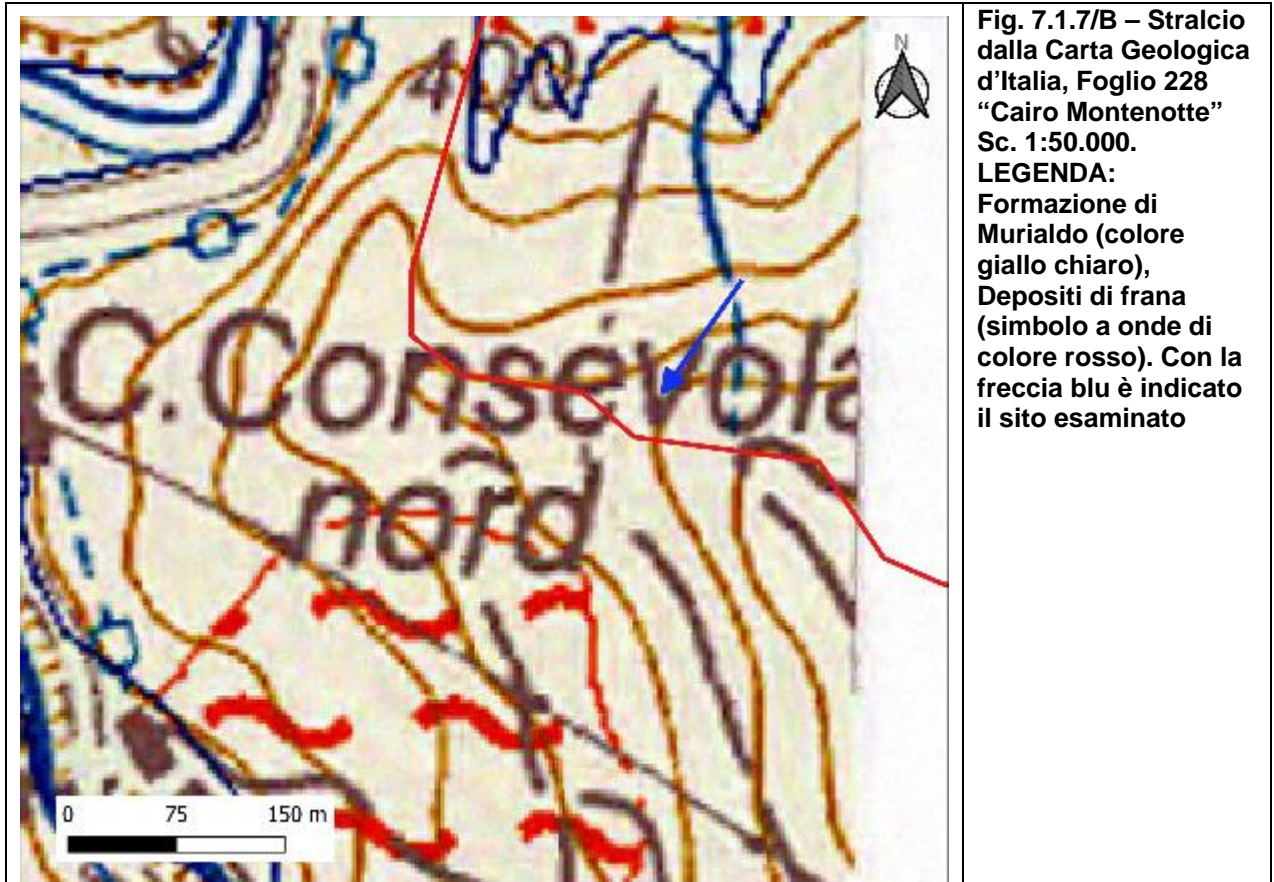 400
N
C. Consévola
nord
0 75 150 m
Fig. 7.1.7/B – Stralcio
dalla Carta Geologica
d’Italia, Foglio 228
“Cairo Montenotte”
Sc. 1:50.000.
LEGENDA:
Formazione di
Murialdo (colore
giallo chiaro),
Depositi di frana
(simbolo a onde di
colore rosso). Con la
freccia blu è indicato
il sito esaminato